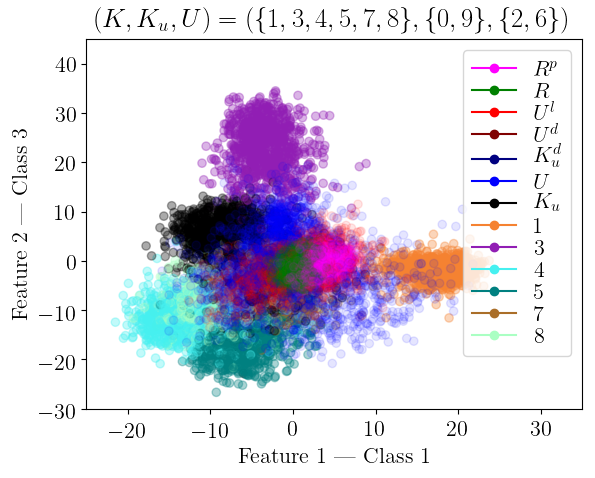 (K, K_u, U) = ({1, 3, 4, 5, 7, 8}, {0, 9}, {2, 6})
40
30
20
10
0
−10
−20
−30
Feature 2 — Class 3
−20
−10
0
10
20
30
Feature 1 — Class 1
R^p
R
U^l
U^d
K_u^d
U
K_u
1
3
4
5
7
8